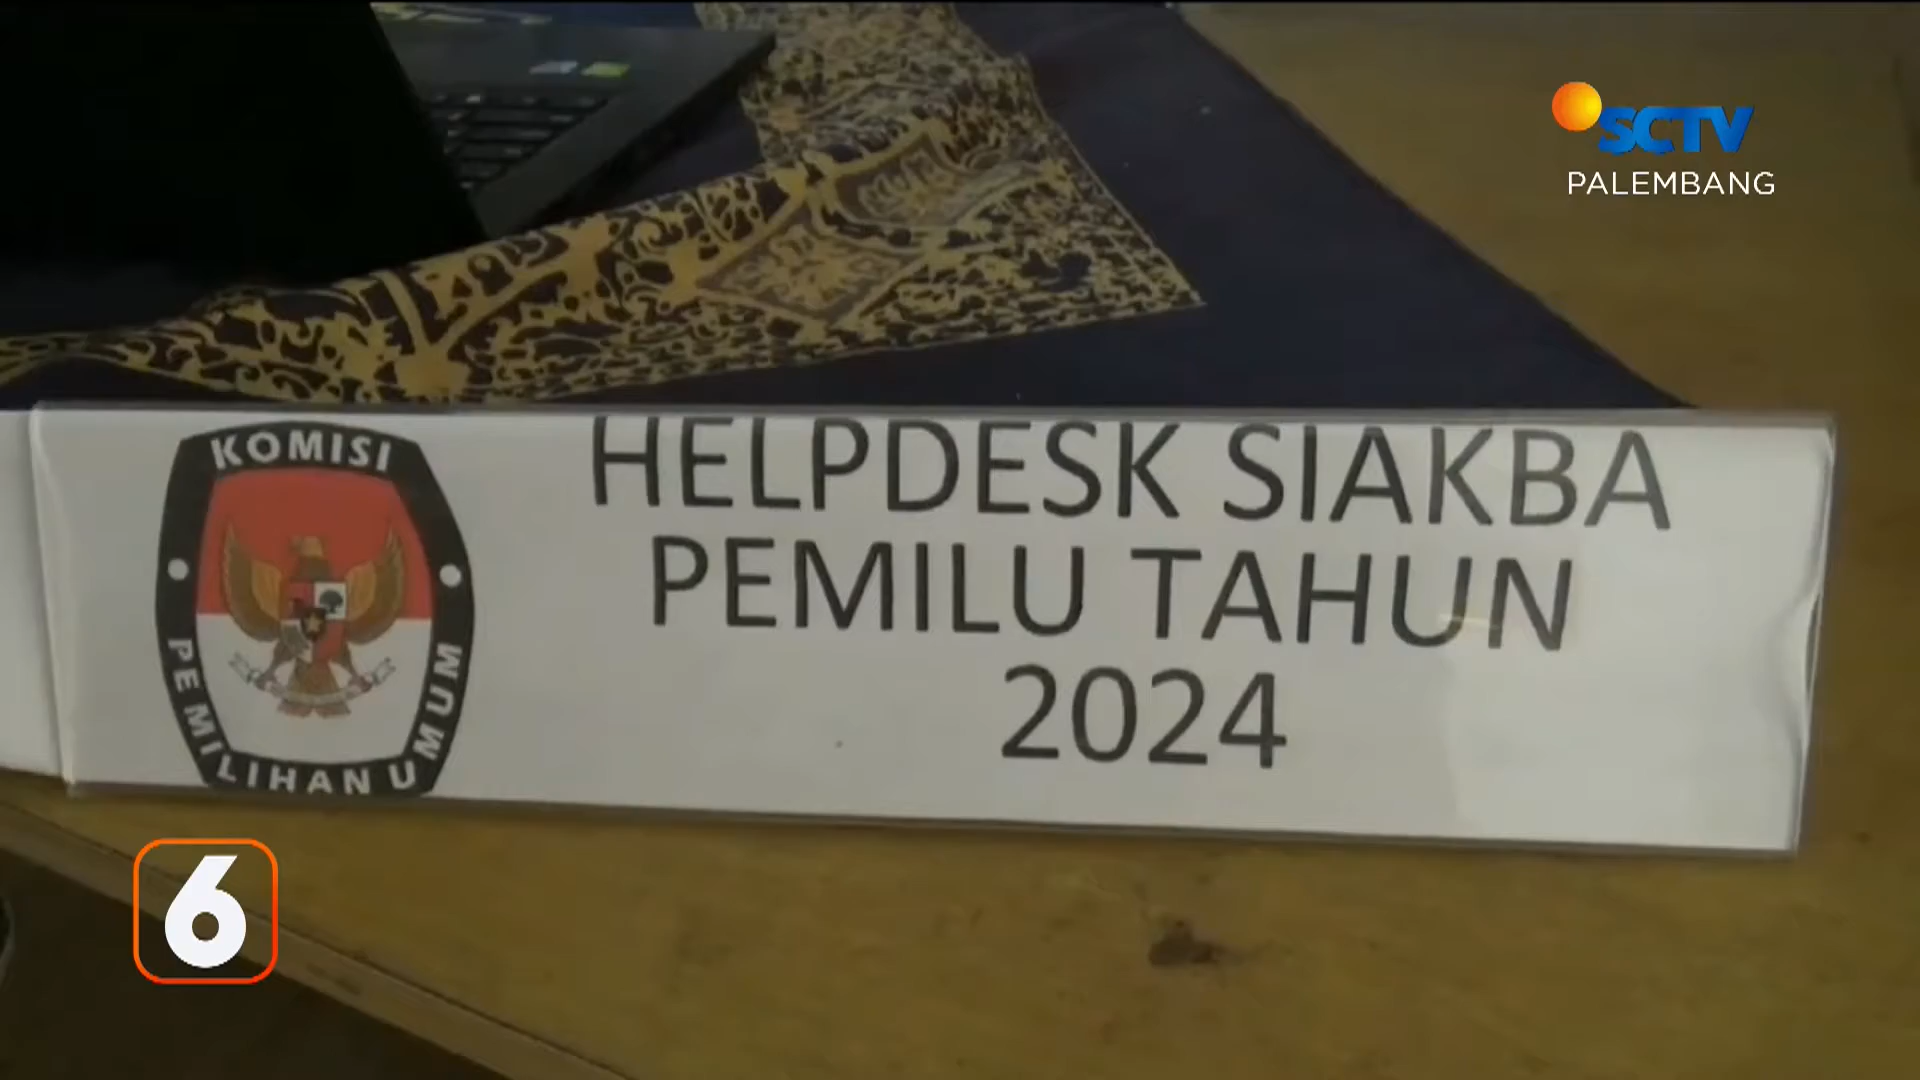 SCTV
PALEMBANG
KOMISI
PEMILIHAN UMUM
HELPDESK SIAKBA
PEMILU TAHUN
2024
6